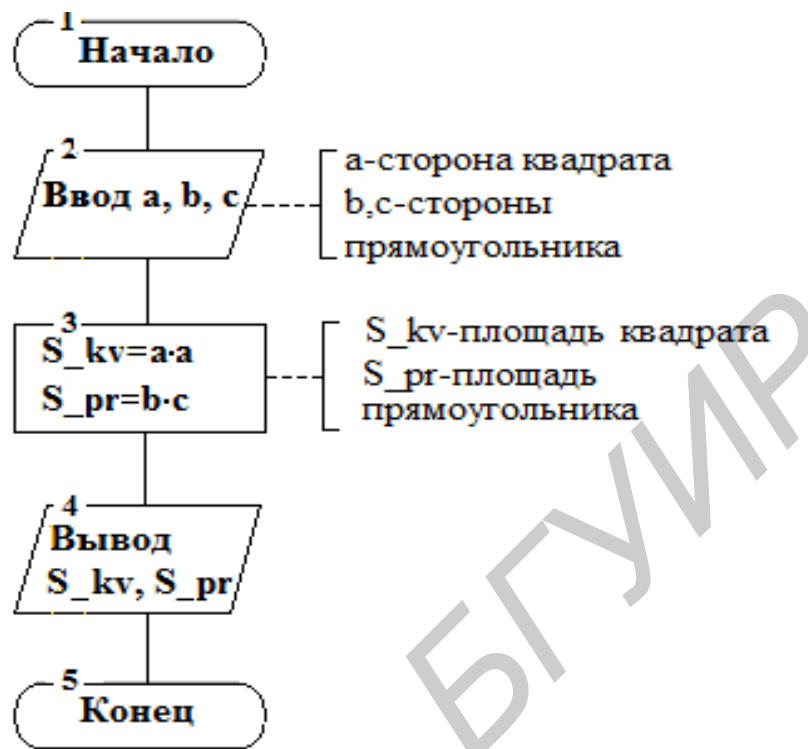 1
Начало
2
Ввод a, b, c
a-сторона квадрата
b,c-стороны
прямоугольника
3
S_kv=a·a
S_pr=b·c
S_kv-площадь квадрата
S_pr-площадь
прямоугольника
4
Вывод
S_kv, S_pr
5
Конец
БГУИР